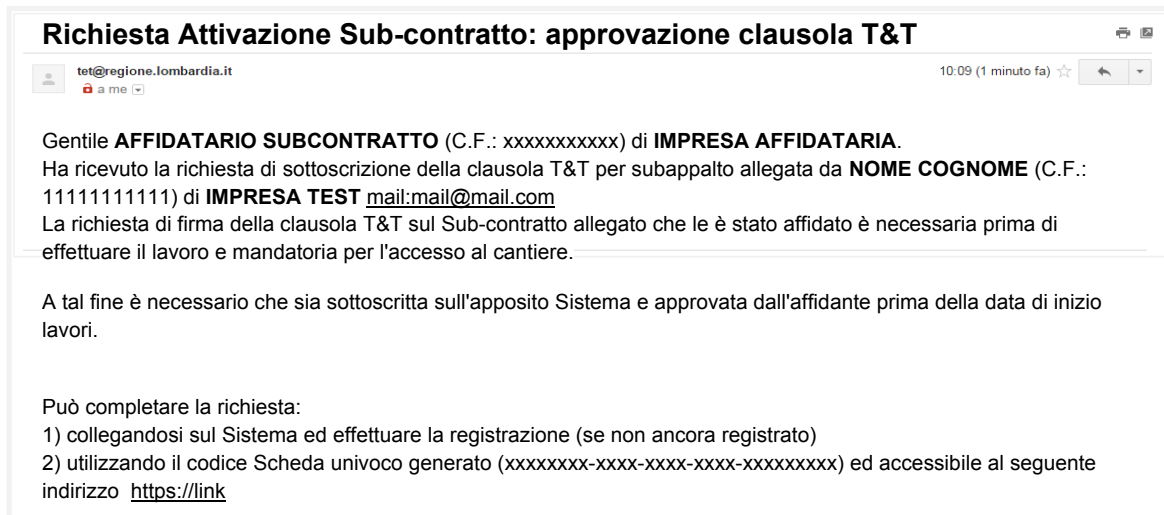 Richiesta Attivazione Sub-contratto: approvazione clausola T&T
tet@regione.lombardia.it
10:09 (1 minuto fa)
a me
Gentile AFFIDATARIO SUBCONTRATTO (C.F.: xxxxxxxxxxx) di IMPRESA AFFIDATARIA.
Ha ricevuto la richiesta di sottoscrizione della clausola T&T per subappalto allegata da NOME COGNOME (C.F.:
11111111111) di IMPRESA TEST mail:mail@mail.com
La richiesta di firma della clausola T&T sul Sub-contratto allegato che le è stato affidato è necessaria prima di
effettuare il lavoro e mandatoria per l'accesso al cantiere.
A tal fine è necessario che sia sottoscritta sull'apposito Sistema e approvata dall'affidante prima della data di inizio
lavori.
Può completare la richiesta:
1) collegandosi sul Sistema ed effettuare la registrazione (se non ancora registrato)
2) utilizzando il codice Scheda univoco generato (xxxxxxxx-xxxx-xxxx-xxxx-xxxxxxxxx) ed accessibile al seguente
indirizzo https://link